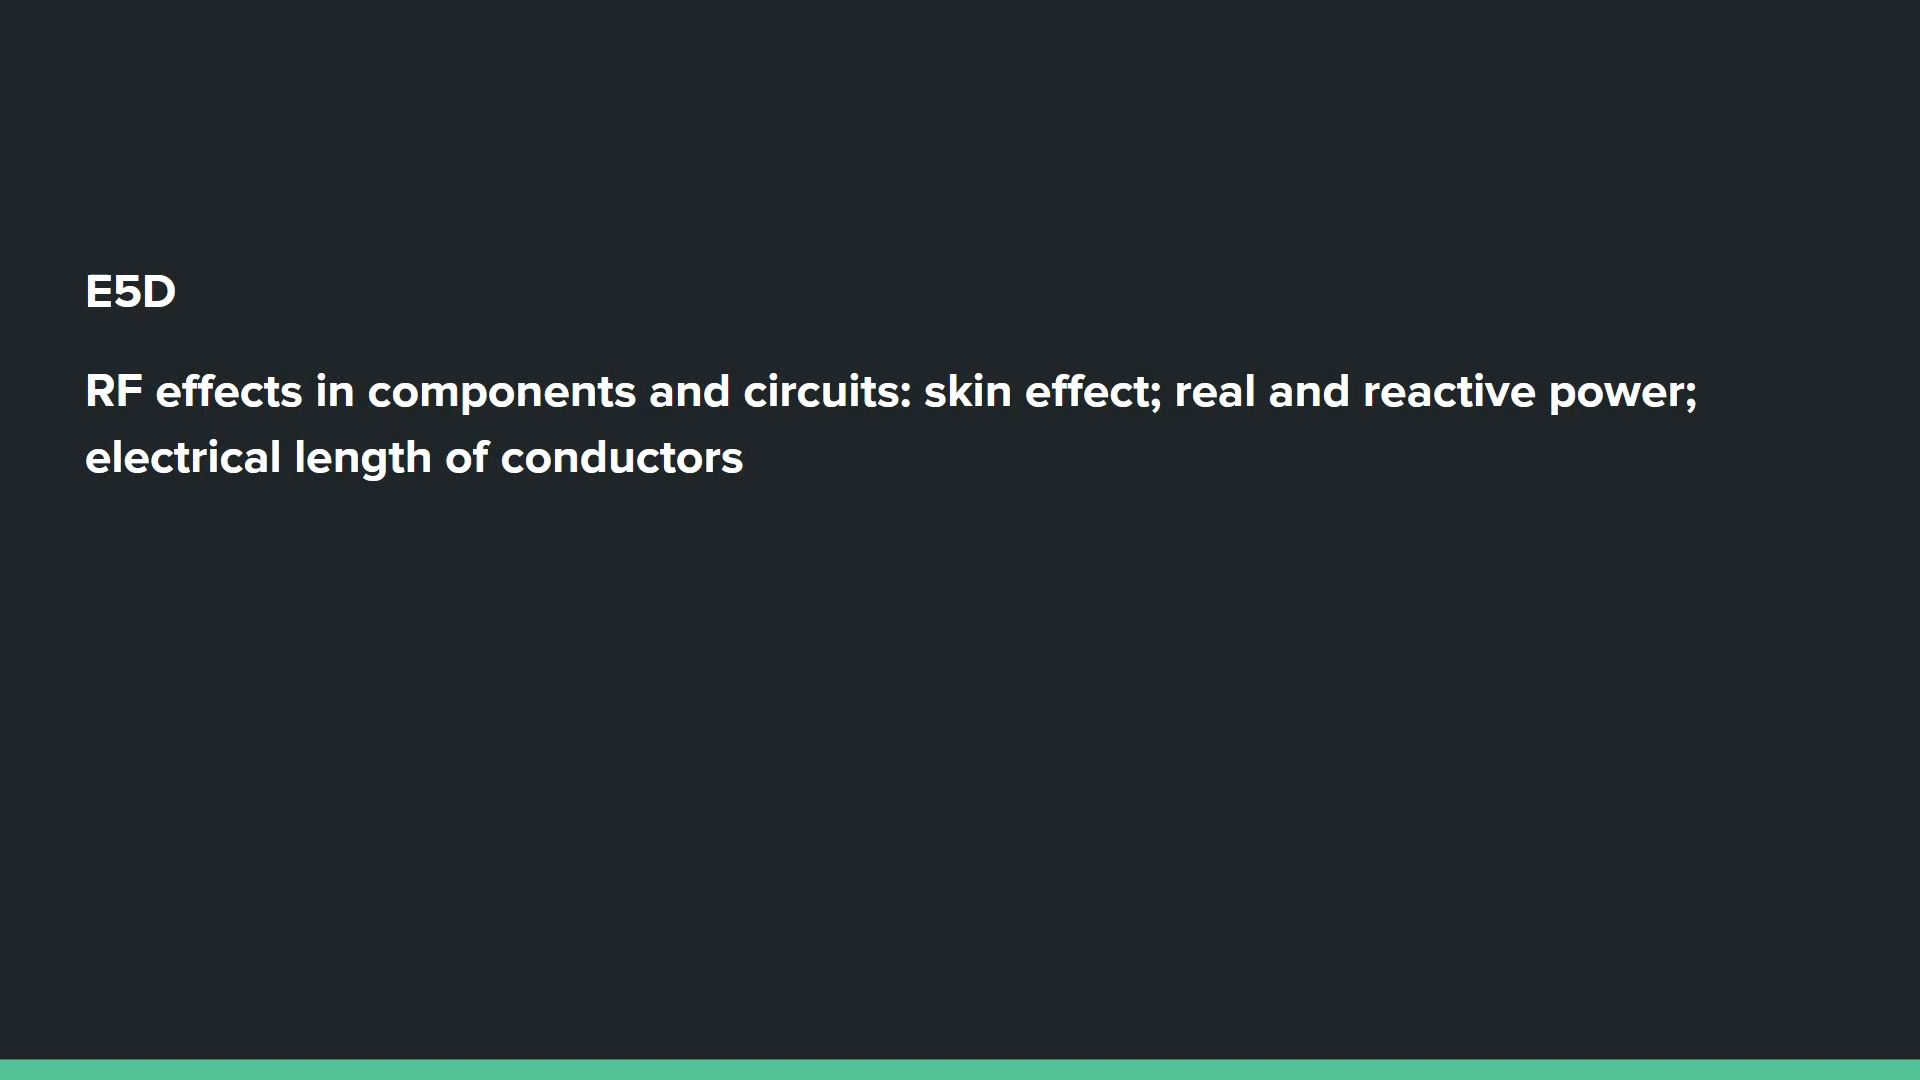 E5D
RF effects in components and circuits: skin effect; real and reactive power;
electrical length of conductors